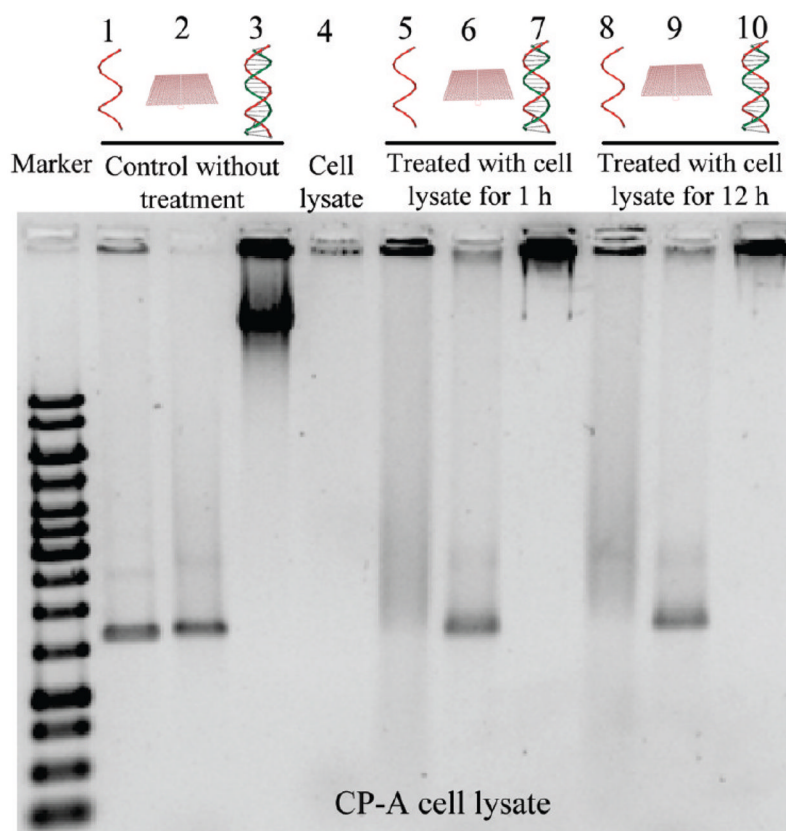 1 2 3 4 5 6 7 8 9 10
Marker Control without treatment Cell lysate Treated with cell lysate for 1 h Treated with cell lysate for 12 h
CP-A cell lysate